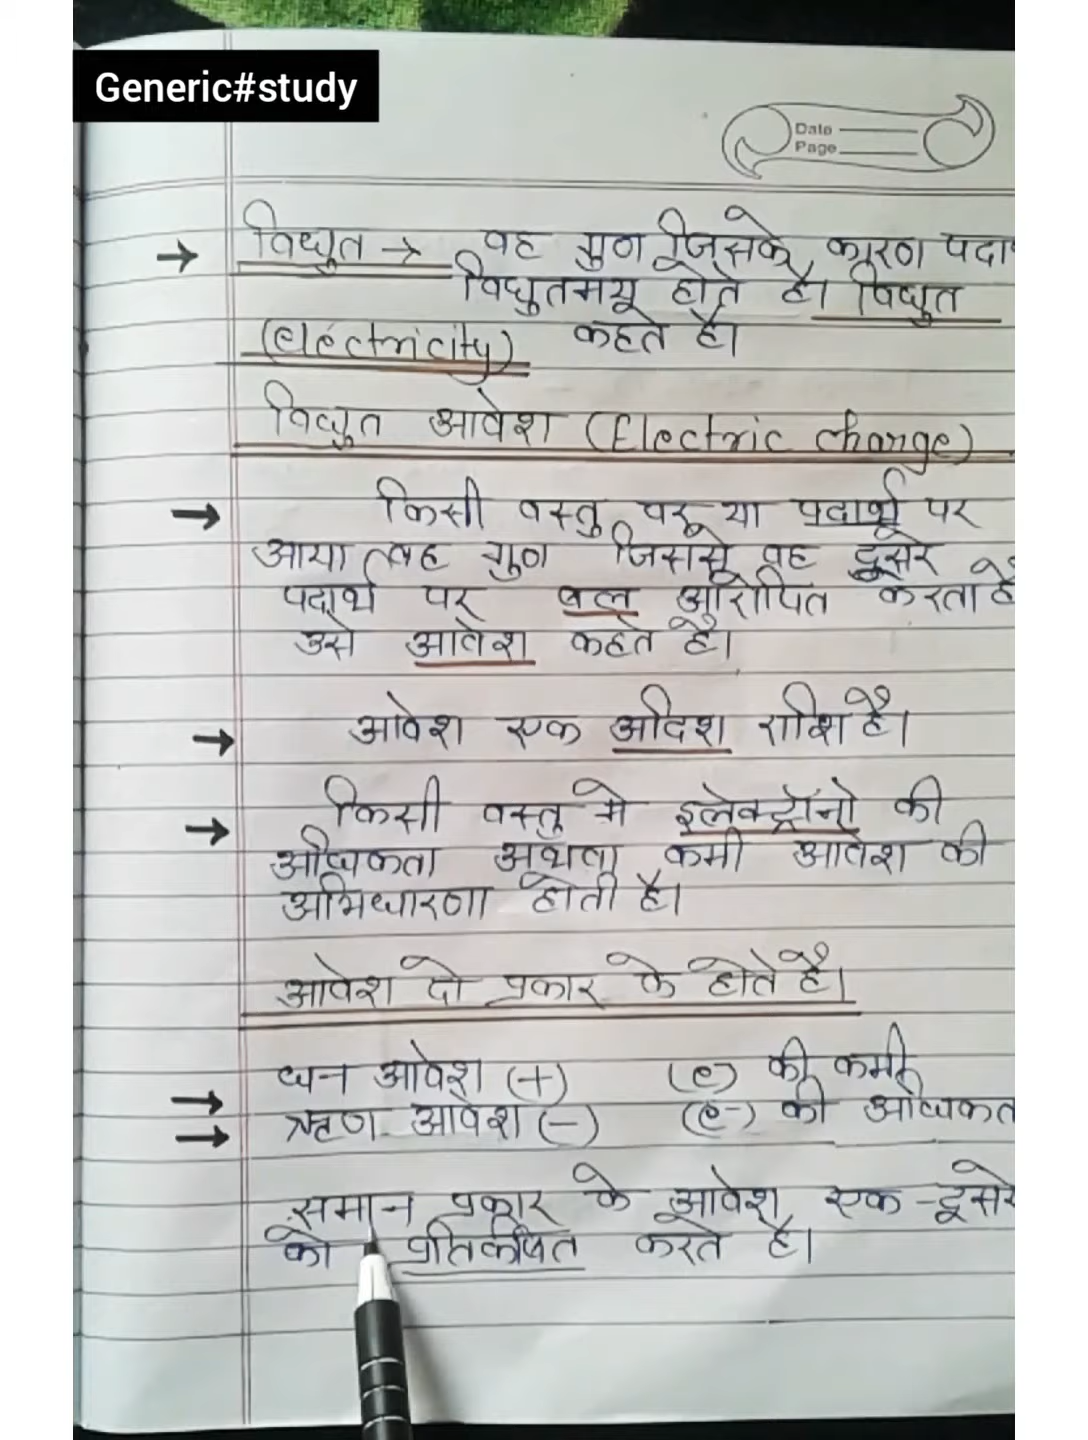 Generic#study
Date
Page
विद्युत → वह गुण जिसके कारण पदा
विद्युतमय होते है। विद्युत
(electricity) कहते है।
विद्युत आवेश (Electric charge)
→ किसी वस्तु पर या पदार्थ पर
आया वह गुण जिससे वह दूसरे
पदार्थ पर बल आरोपित करता है
उसे आवेश कहते है।
→ आवेश एक अदिश राशि है।
→ किसी वस्तु मे इलेक्ट्रॉनो की
अधिकता अथवा कमी आवेश की
अभिधारणा होती है।
आवेश दो प्रकार के होते है।
→ धन आवेश (+) (e) की कमी
→ ऋण आवेश (-) (e-) की अधिकत
समान प्रकार के आवेश एक-दूसरे
को प्रतिकर्षित करते है।